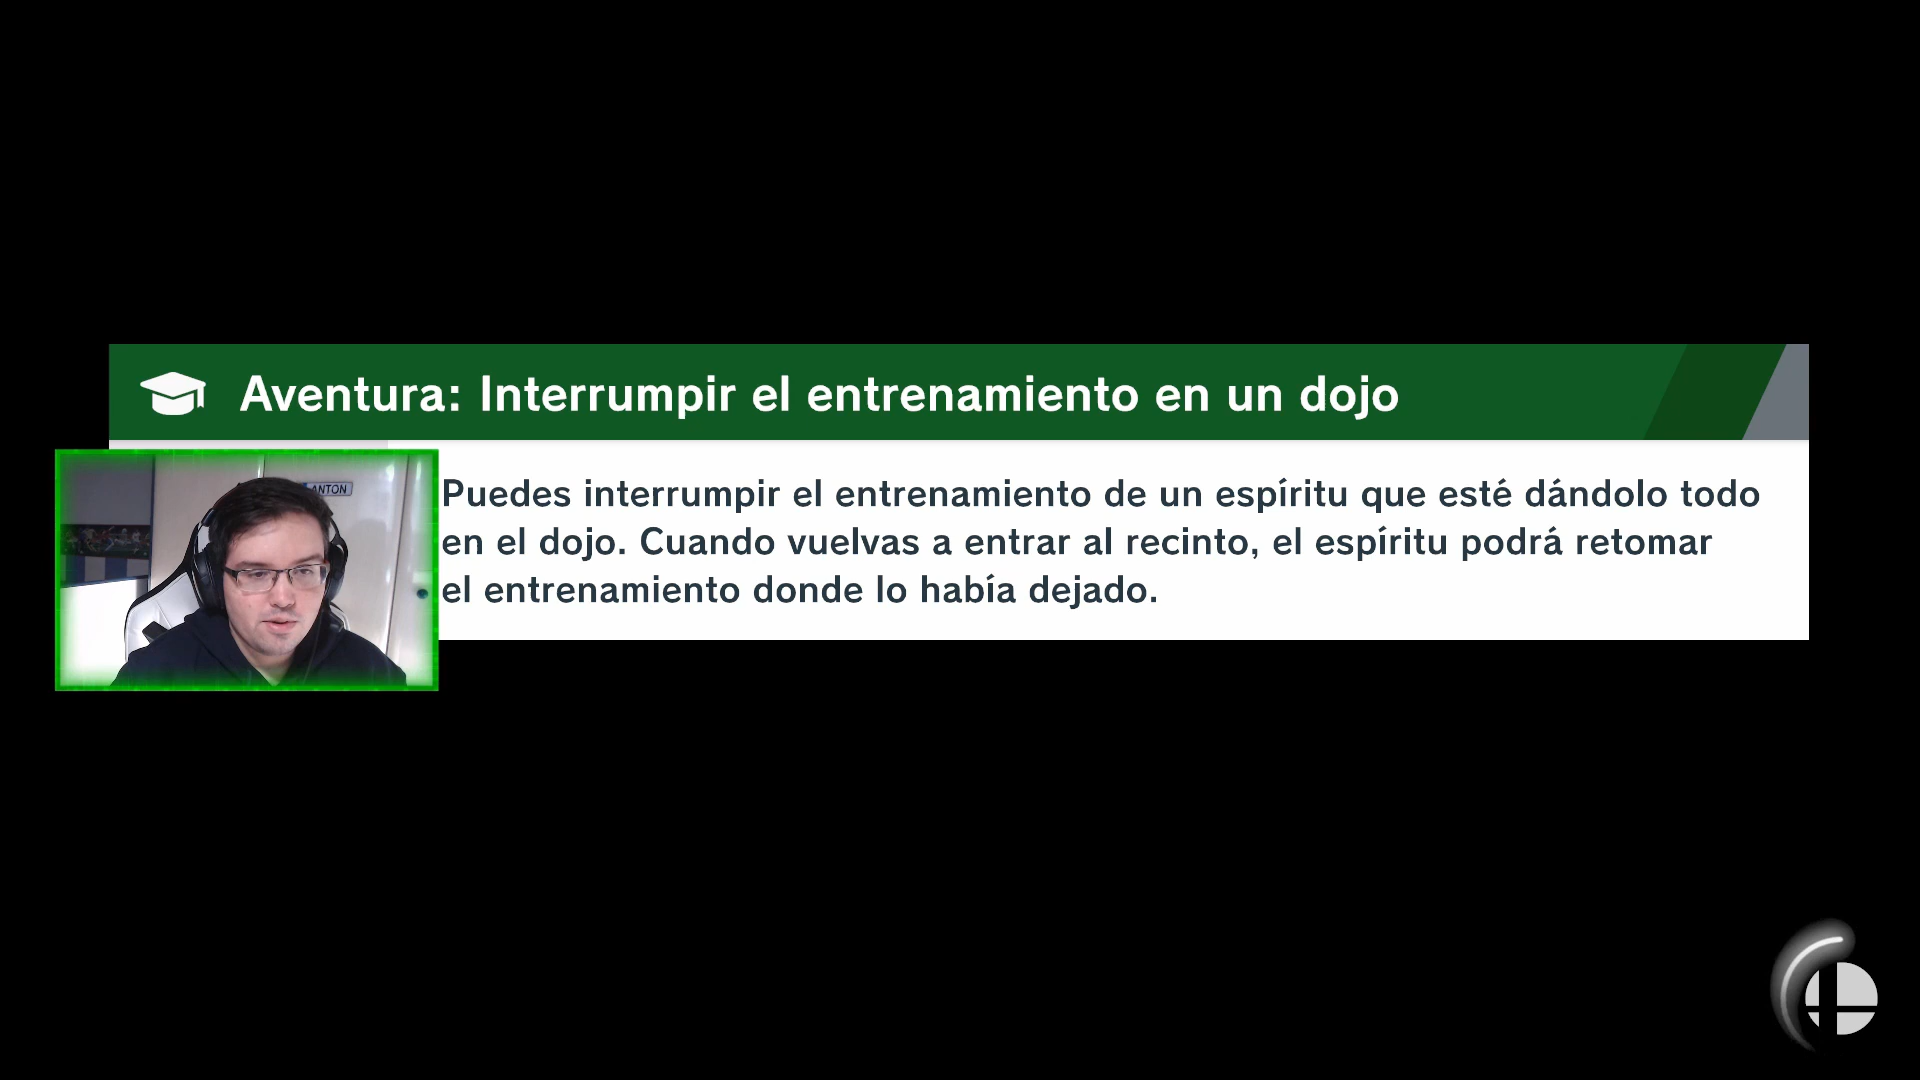 Aventura: Interrumpir el entrenamiento en un dojo
ANTON
Puedes interrumpir el entrenamiento de un espíritu que esté dándolo todo
en el dojo. Cuando vuelvas a entrar al recinto, el espíritu podrá retomar
el entrenamiento donde lo había dejado.